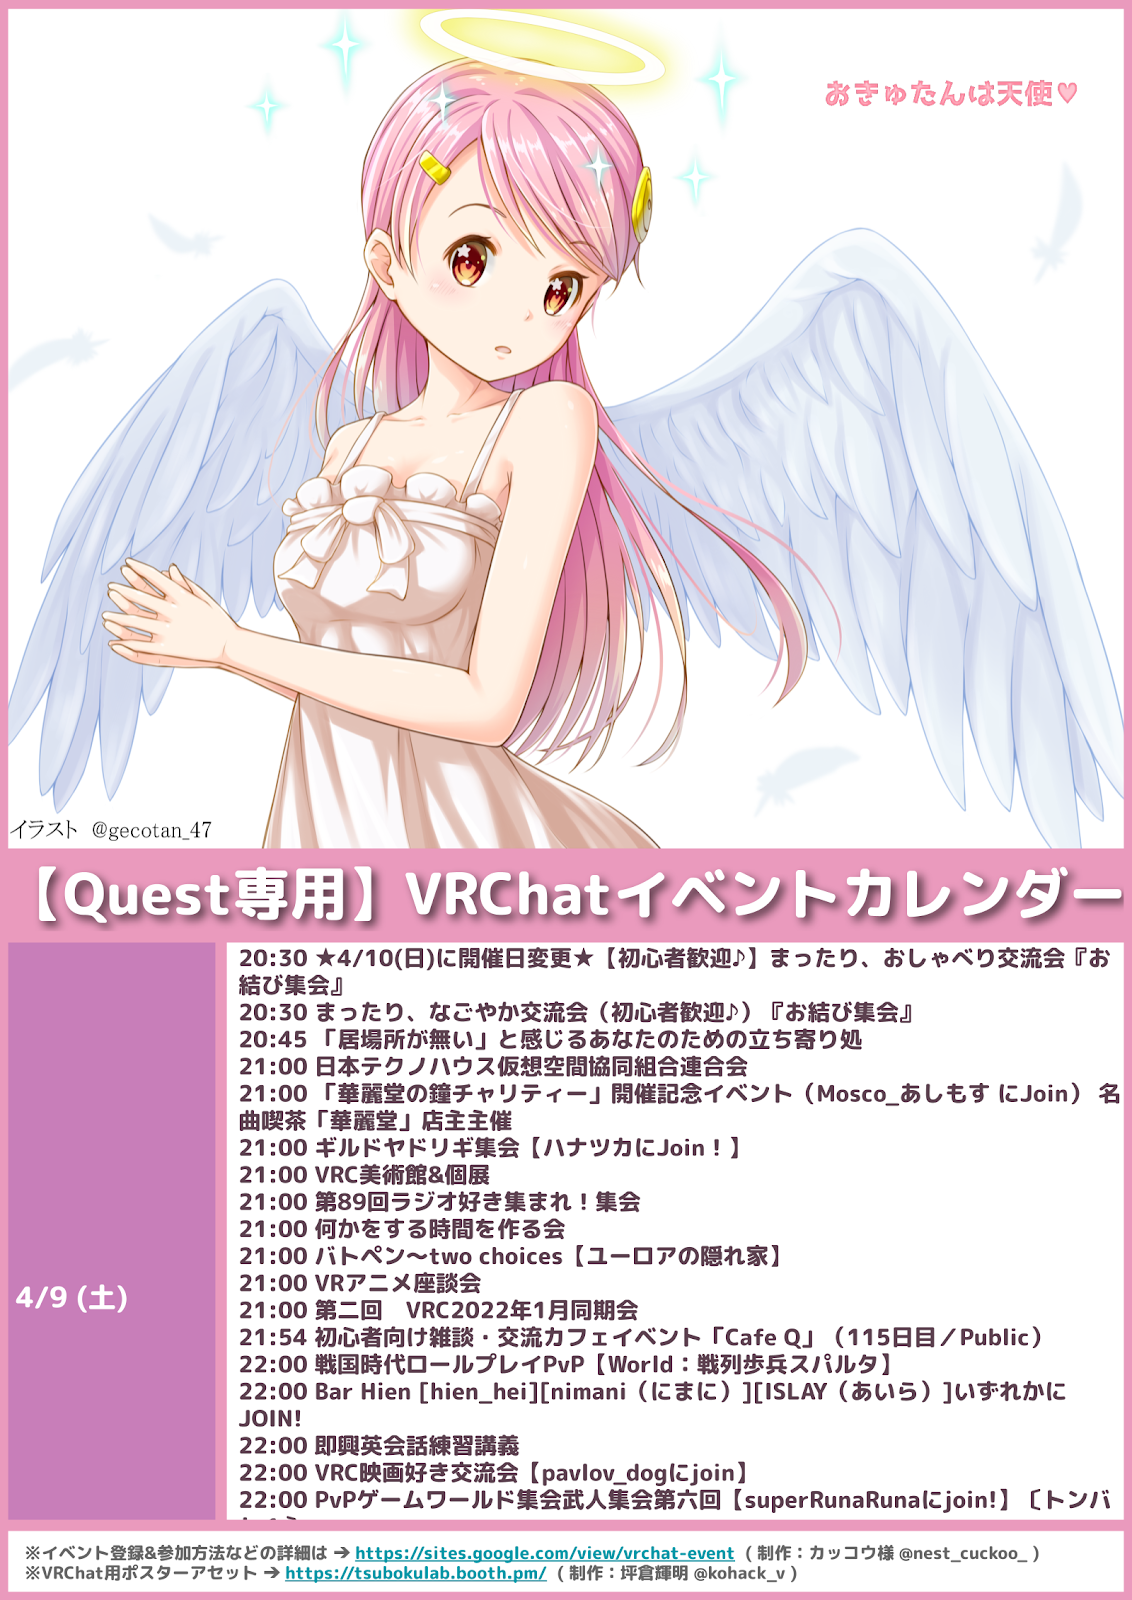 おきゅたんは天使♥
イラスト @gecotan_47
【Quest専用】VRChatイベントカレンダー
4/9 (土)
20:30 ★4/10(日)に開催日変更★【初心者歓迎♪】まったり、おしゃべり交流会『お
結び集会』
20:30 まったり、なごやか交流会（初心者歓迎♪）『お結び集会』
20:45 「居場所が無い」と感じるあなたのための立ち寄り処
21:00 日本テクノハウス仮想空間協同組合連合会
21:00 「華麗堂の鐘チャリティー」開催記念イベント（Mosco_あしもす にJoin） 名
曲喫茶「華麗堂」店主主催
21:00 ギルドヤドリギ集会【ハナツカにJoin！】
21:00 VRC美術館&個展
21:00 第89回ラジオ好き集まれ！集会
21:00 何かをする時間を作る会
21:00 バトペン～two choices【ユーロアの隠れ家】
21:00 VRアニメ座談会
21:00 第二回　VRC2022年1月同期会
21:54 初心者向け雑談・交流カフェイベント「Cafe Q」（115日目／Public）
22:00 戦国時代ロールプレイPvP【World：戦列歩兵スパルタ】
22:00 Bar Hien [hien_hei][nimani（にまに）][ISLAY（あいら）]いずれかに
JOIN!
22:00 即興英会話練習講義
22:00 VRC映画好き交流会【pavlov_dogにjoin】
22:00 PvPゲームワールド集会武人集会第六回【superRunaRunaにjoin!】〔トンバ
※イベント登録&参加方法などの詳細は ➔ https://sites.google.com/view/vrchat-event ( 制作：カッコウ様 @nest_cuckoo_ )
※VRChat用ポスターアセット ➔ https://tsubokulab.booth.pm/ ( 制作：坪倉輝明 @kohack_v )